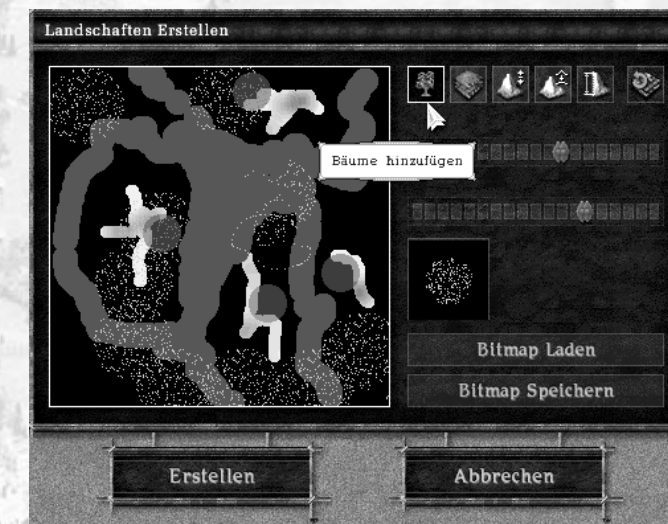 Landschaften Erstellen
Bäume hinzufügen
Bitmap Laden
Bitmap Speichern
Erstellen
Abbrechen